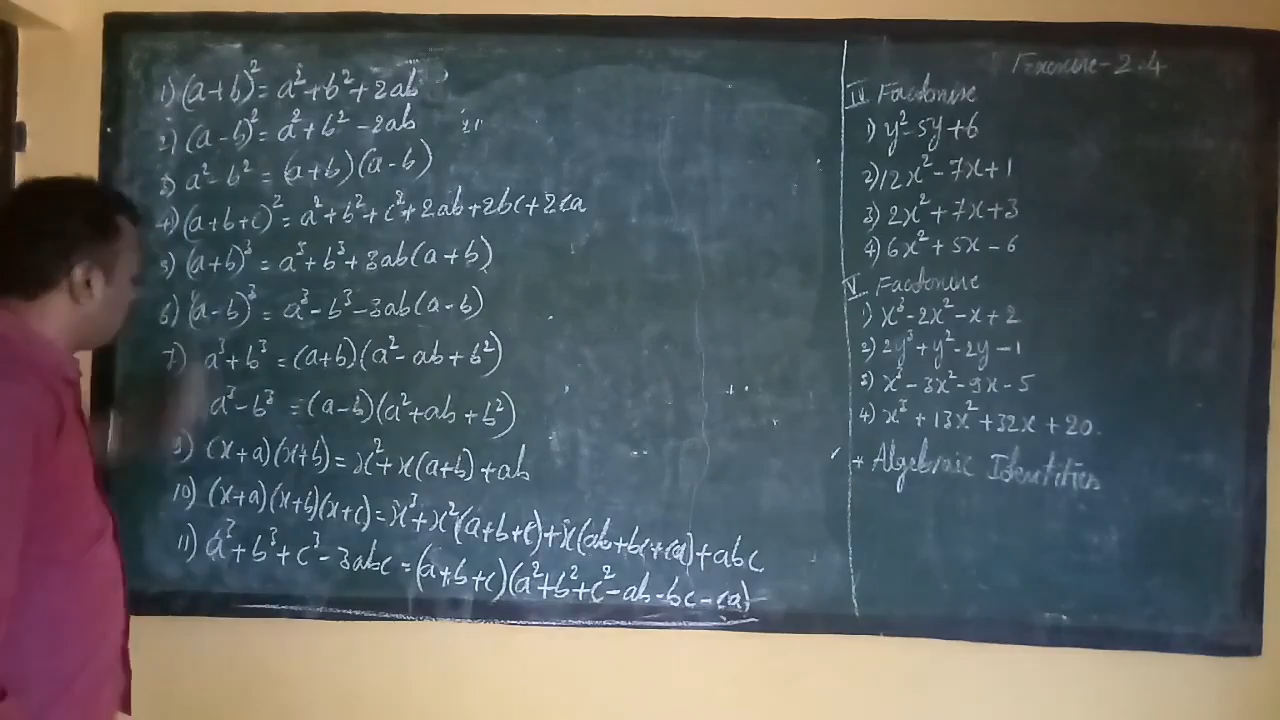 1) (a+b)² = a²+b²+2ab
2) (a-b)² = a²+b²-2ab
3) a²-b² = (a+b)(a-b)
4) (a+b+c)² = a²+b²+c²+2ab+2bc+2ca
5) (a+b)³ = a³+b³+3ab(a+b)
6) (a-b)³ = a³-b³-3ab(a-b)
7) a³+b³ = (a+b)(a²-ab+b²)
a³-b³ = (a-b)(a²+ab+b²)
9) (x+a)(x+b) = x²+x(a+b)+ab
10) (x+a)(x+b)(x+c) = x³+x²(a+b+c)+x(ab+bc+ca)+abc
11) a³+b³+c³-3abc = (a+b+c)(a²+b²+c²-ab-bc-ca)
Exercise-2.4
IV Factorise
1) y²-5y+6
2) 12x²-7x+1
3) 2x²+7x+3
4) 6x²+5x-6
V. Factorise
1) x³-2x²-x+2
2) 2y³+y²-2y-1
3) x³-3x²-9x-5
4) x³+13x²+32x+20.
* Algebraic Identities